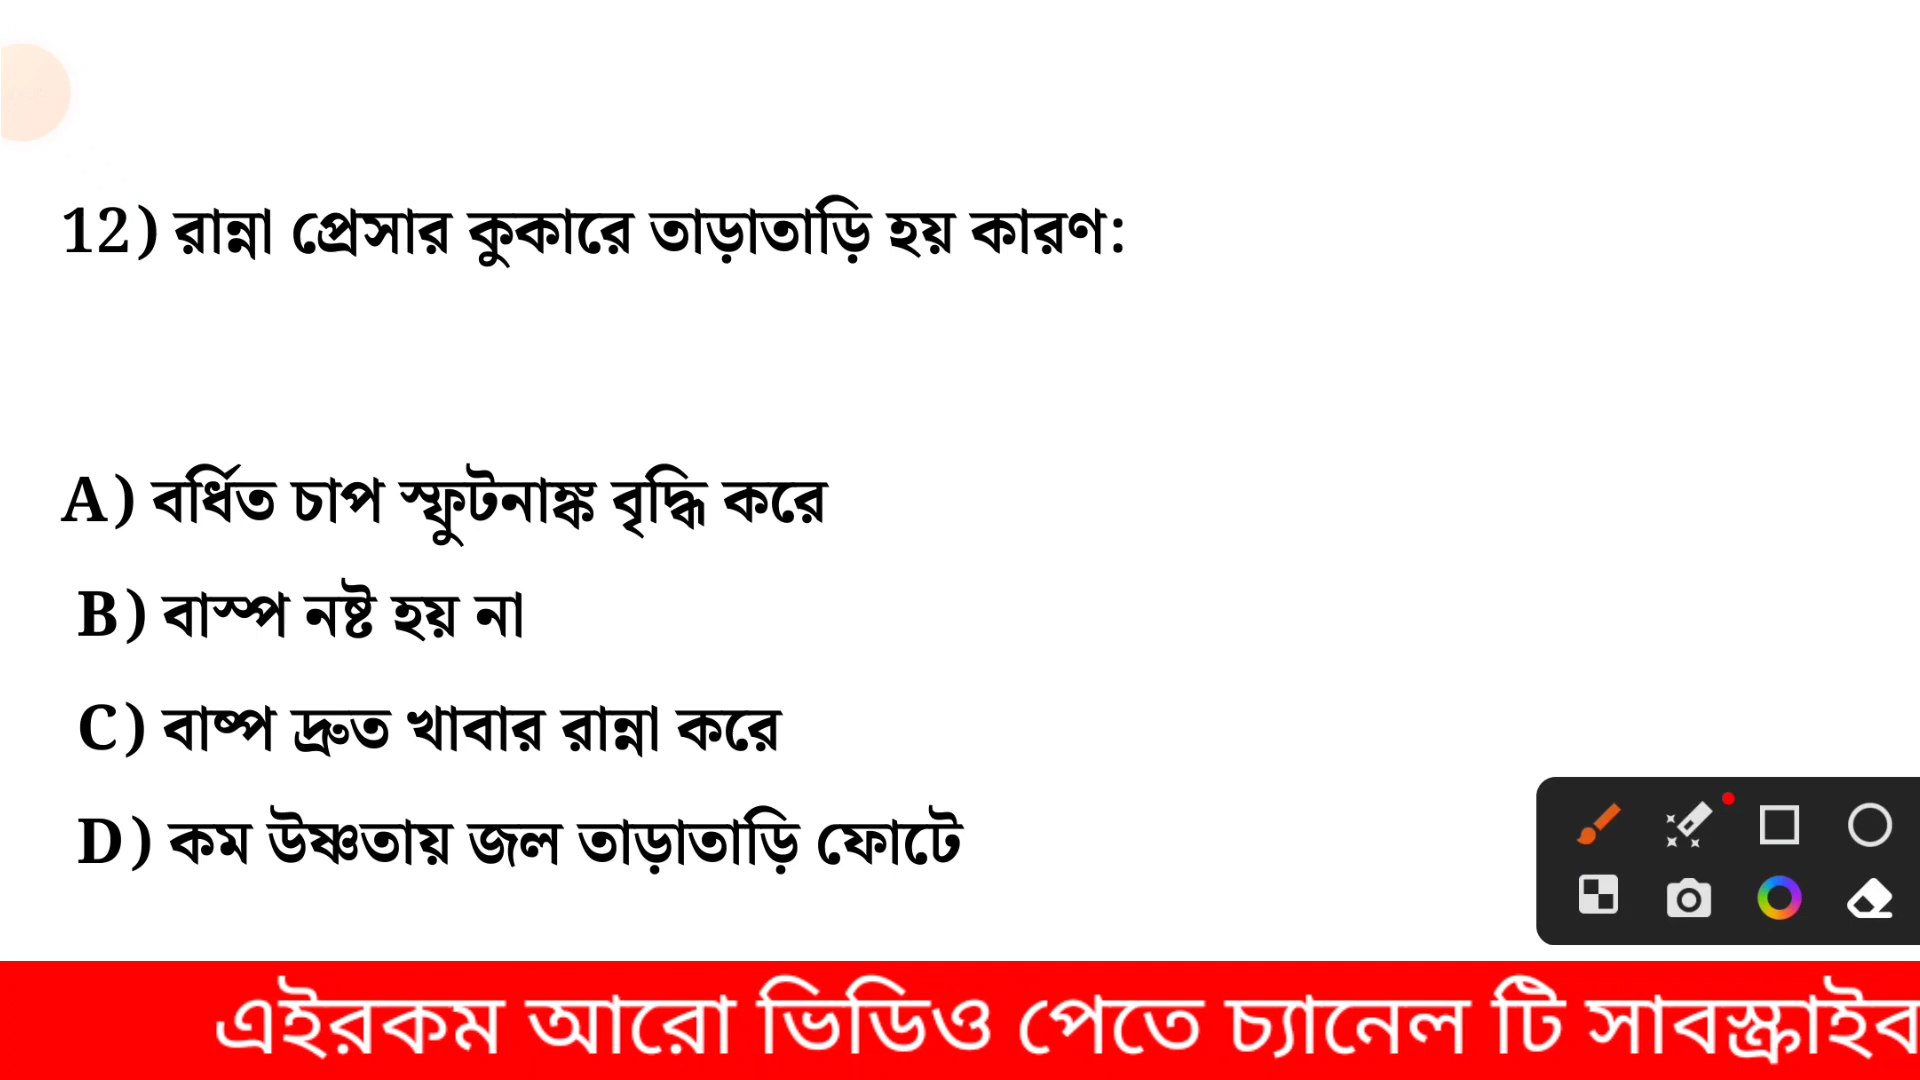 12) রান্না প্রেসার কুকারে তাড়াতাড়ি হয় কারণ:
A) বর্ধিত চাপ স্ফুটনাঙ্ক বৃদ্ধি করে
B) বাস্প নষ্ট হয় না
C) বাষ্প দ্রুত খাবার রান্না করে
D) কম উষ্ণতায় জল তাড়াতাড়ি ফোটে
এইরকম আরো ভিডিও পেতে চ্যানেল টি সাবস্ক্রাইব